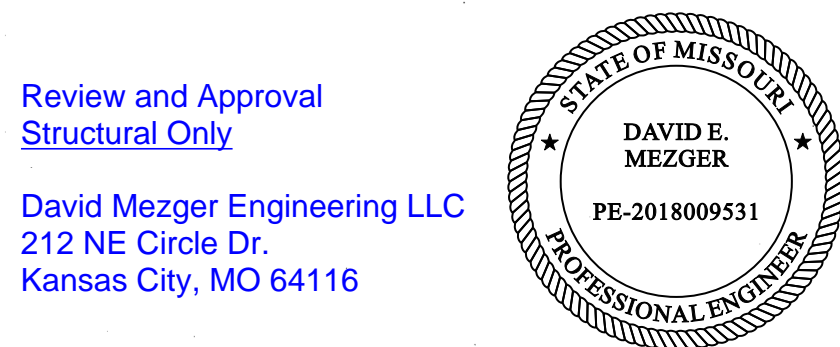 Review and Approval
Structural Only
David Mezger Engineering LLC
212 NE Circle Dr.
Kansas City, MO 64116
STATE OF MISSOURI
DAVID E.
MEZGER
PE-2018009531
PROFESSIONAL ENGINEER